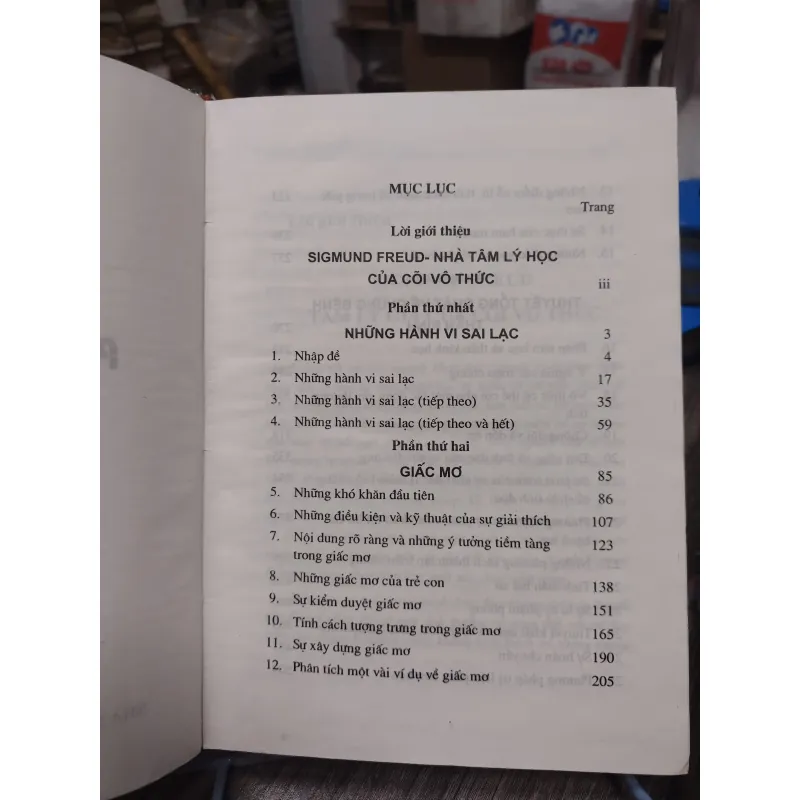 MỤC LỤC
Trang
Lời giới thiệu
SIGMUND FREUD- NHÀ TÂM LÝ HỌC
CỦA CÕI VÔ THỨC iii
Phần thứ nhất
NHỮNG HÀNH VI SAI LẠC 3
1. Nhập đề 4
2. Những hành vi sai lạc 17
3. Những hành vi sai lạc (tiếp theo) 35
4. Những hành vi sai lạc (tiếp theo và hết) 59
Phần thứ hai
GIẤC MƠ 85
5. Những khó khăn đầu tiên 86
6. Những điều kiện và kỹ thuật của sự giải thích 107
7. Nội dung rõ ràng và những ý tưởng tiềm tàng 123
trong giấc mơ
8. Những giấc mơ của trẻ con 138
9. Sự kiểm duyệt giấc mơ 151
10. Tính cách tượng trưng trong giấc mơ 165
11. Sự xây dựng giấc mơ 190
12. Phân tích một vài ví dụ về giấc mơ 205